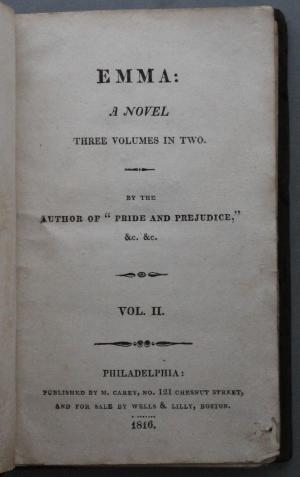 EMMA:
A NOVEL
THREE VOLUMES IN TWO.
BY THE
AUTHOR OF “ PRIDE AND PREJUDICE,”
&c. &c.
VOL. II.
PHILADELPHIA:
PUBLISHED BY M. CAREY, NO. 121 CHESNUT STREET,
AND FOR SALE BY WELLS & LILLY, BOSTON.
1816.